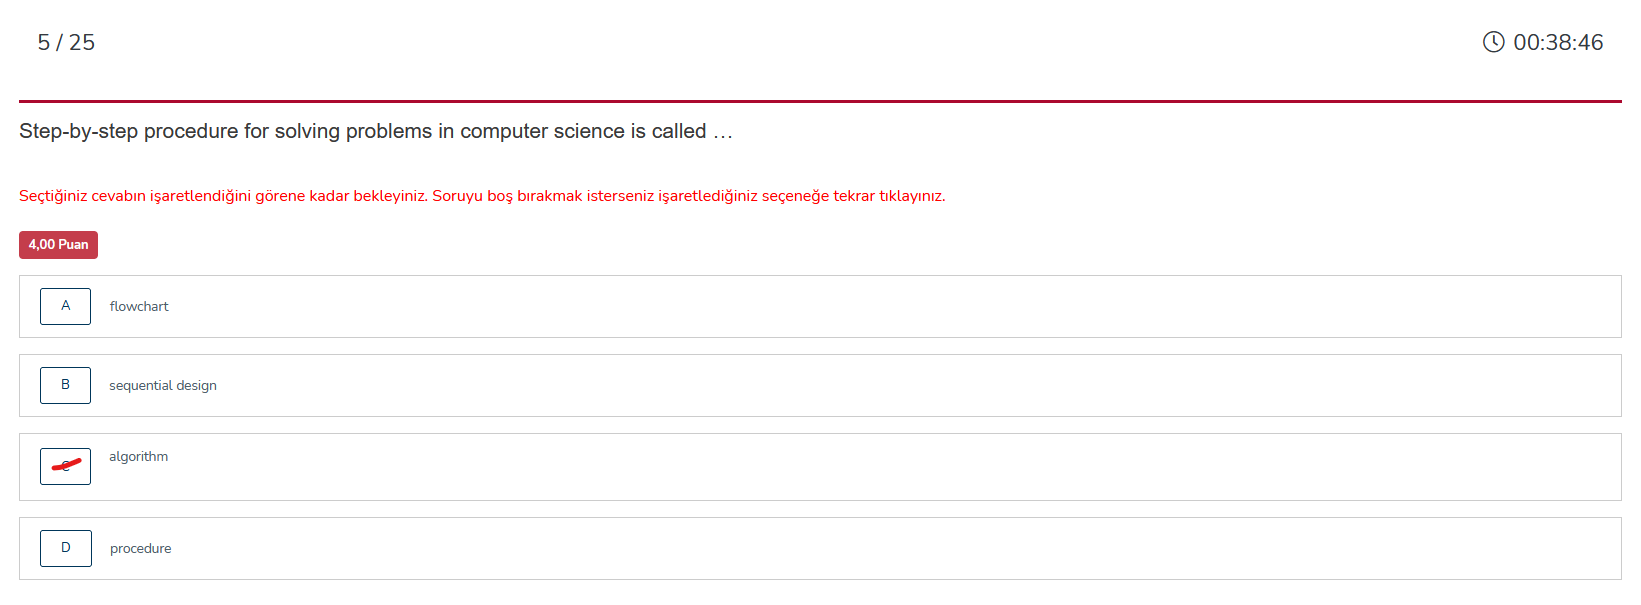 5 / 25
00:38:46
Step-by-step procedure for solving problems in computer science is called …
Seçtiğiniz cevabın işaretlendiğini görene kadar bekleyiniz. Soruyu boş bırakmak isterseniz işaretlediğiniz seçeneğe tekrar tıklayınız.
4,00 Puan
A flowchart
B sequential design
C algorithm
D procedure